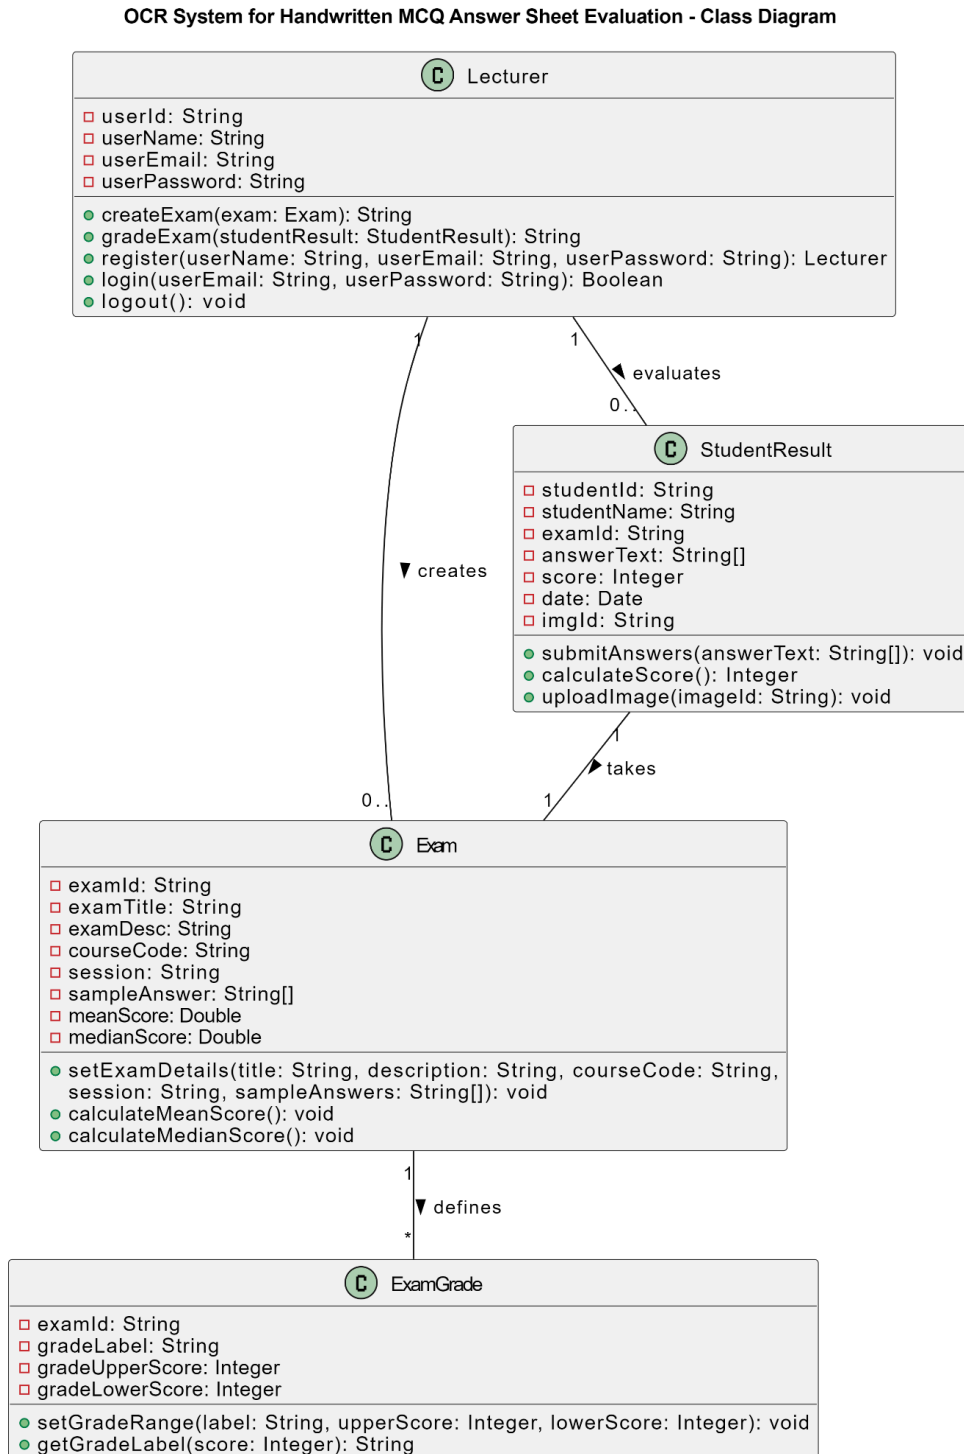 OCR System for Handwritten MCQ Answer Sheet Evaluation - Class Diagram
C Lecturer
userId: String
userName: String
userEmail: String
userPassword: String
createExam(exam: Exam): String
gradeExam(studentResult: StudentResult): String
register(userName: String, userEmail: String, userPassword: String): Lecturer
login(userEmail: String, userPassword: String): Boolean
logout(): void
1
1
evaluates
0..
C StudentResult
studentId: String
studentName: String
examId: String
answerText: String[]
score: Integer
date: Date
imgId: String
submitAnswers(answerText: String[]): void
calculateScore(): Integer
uploadImage(imageId: String): void
creates
1
takes
0..
1
C Exam
examId: String
examTitle: String
examDesc: String
courseCode: String
session: String
sampleAnswer: String[]
meanScore: Double
medianScore: Double
setExamDetails(title: String, description: String, courseCode: String,
session: String, sampleAnswers: String[]): void
calculateMeanScore(): void
calculateMedianScore(): void
1
defines
*
C ExamGrade
examId: String
gradeLabel: String
gradeUpperScore: Integer
gradeLowerScore: Integer
setGradeRange(label: String, upperScore: Integer, lowerScore: Integer): void
getGradeLabel(score: Integer): String